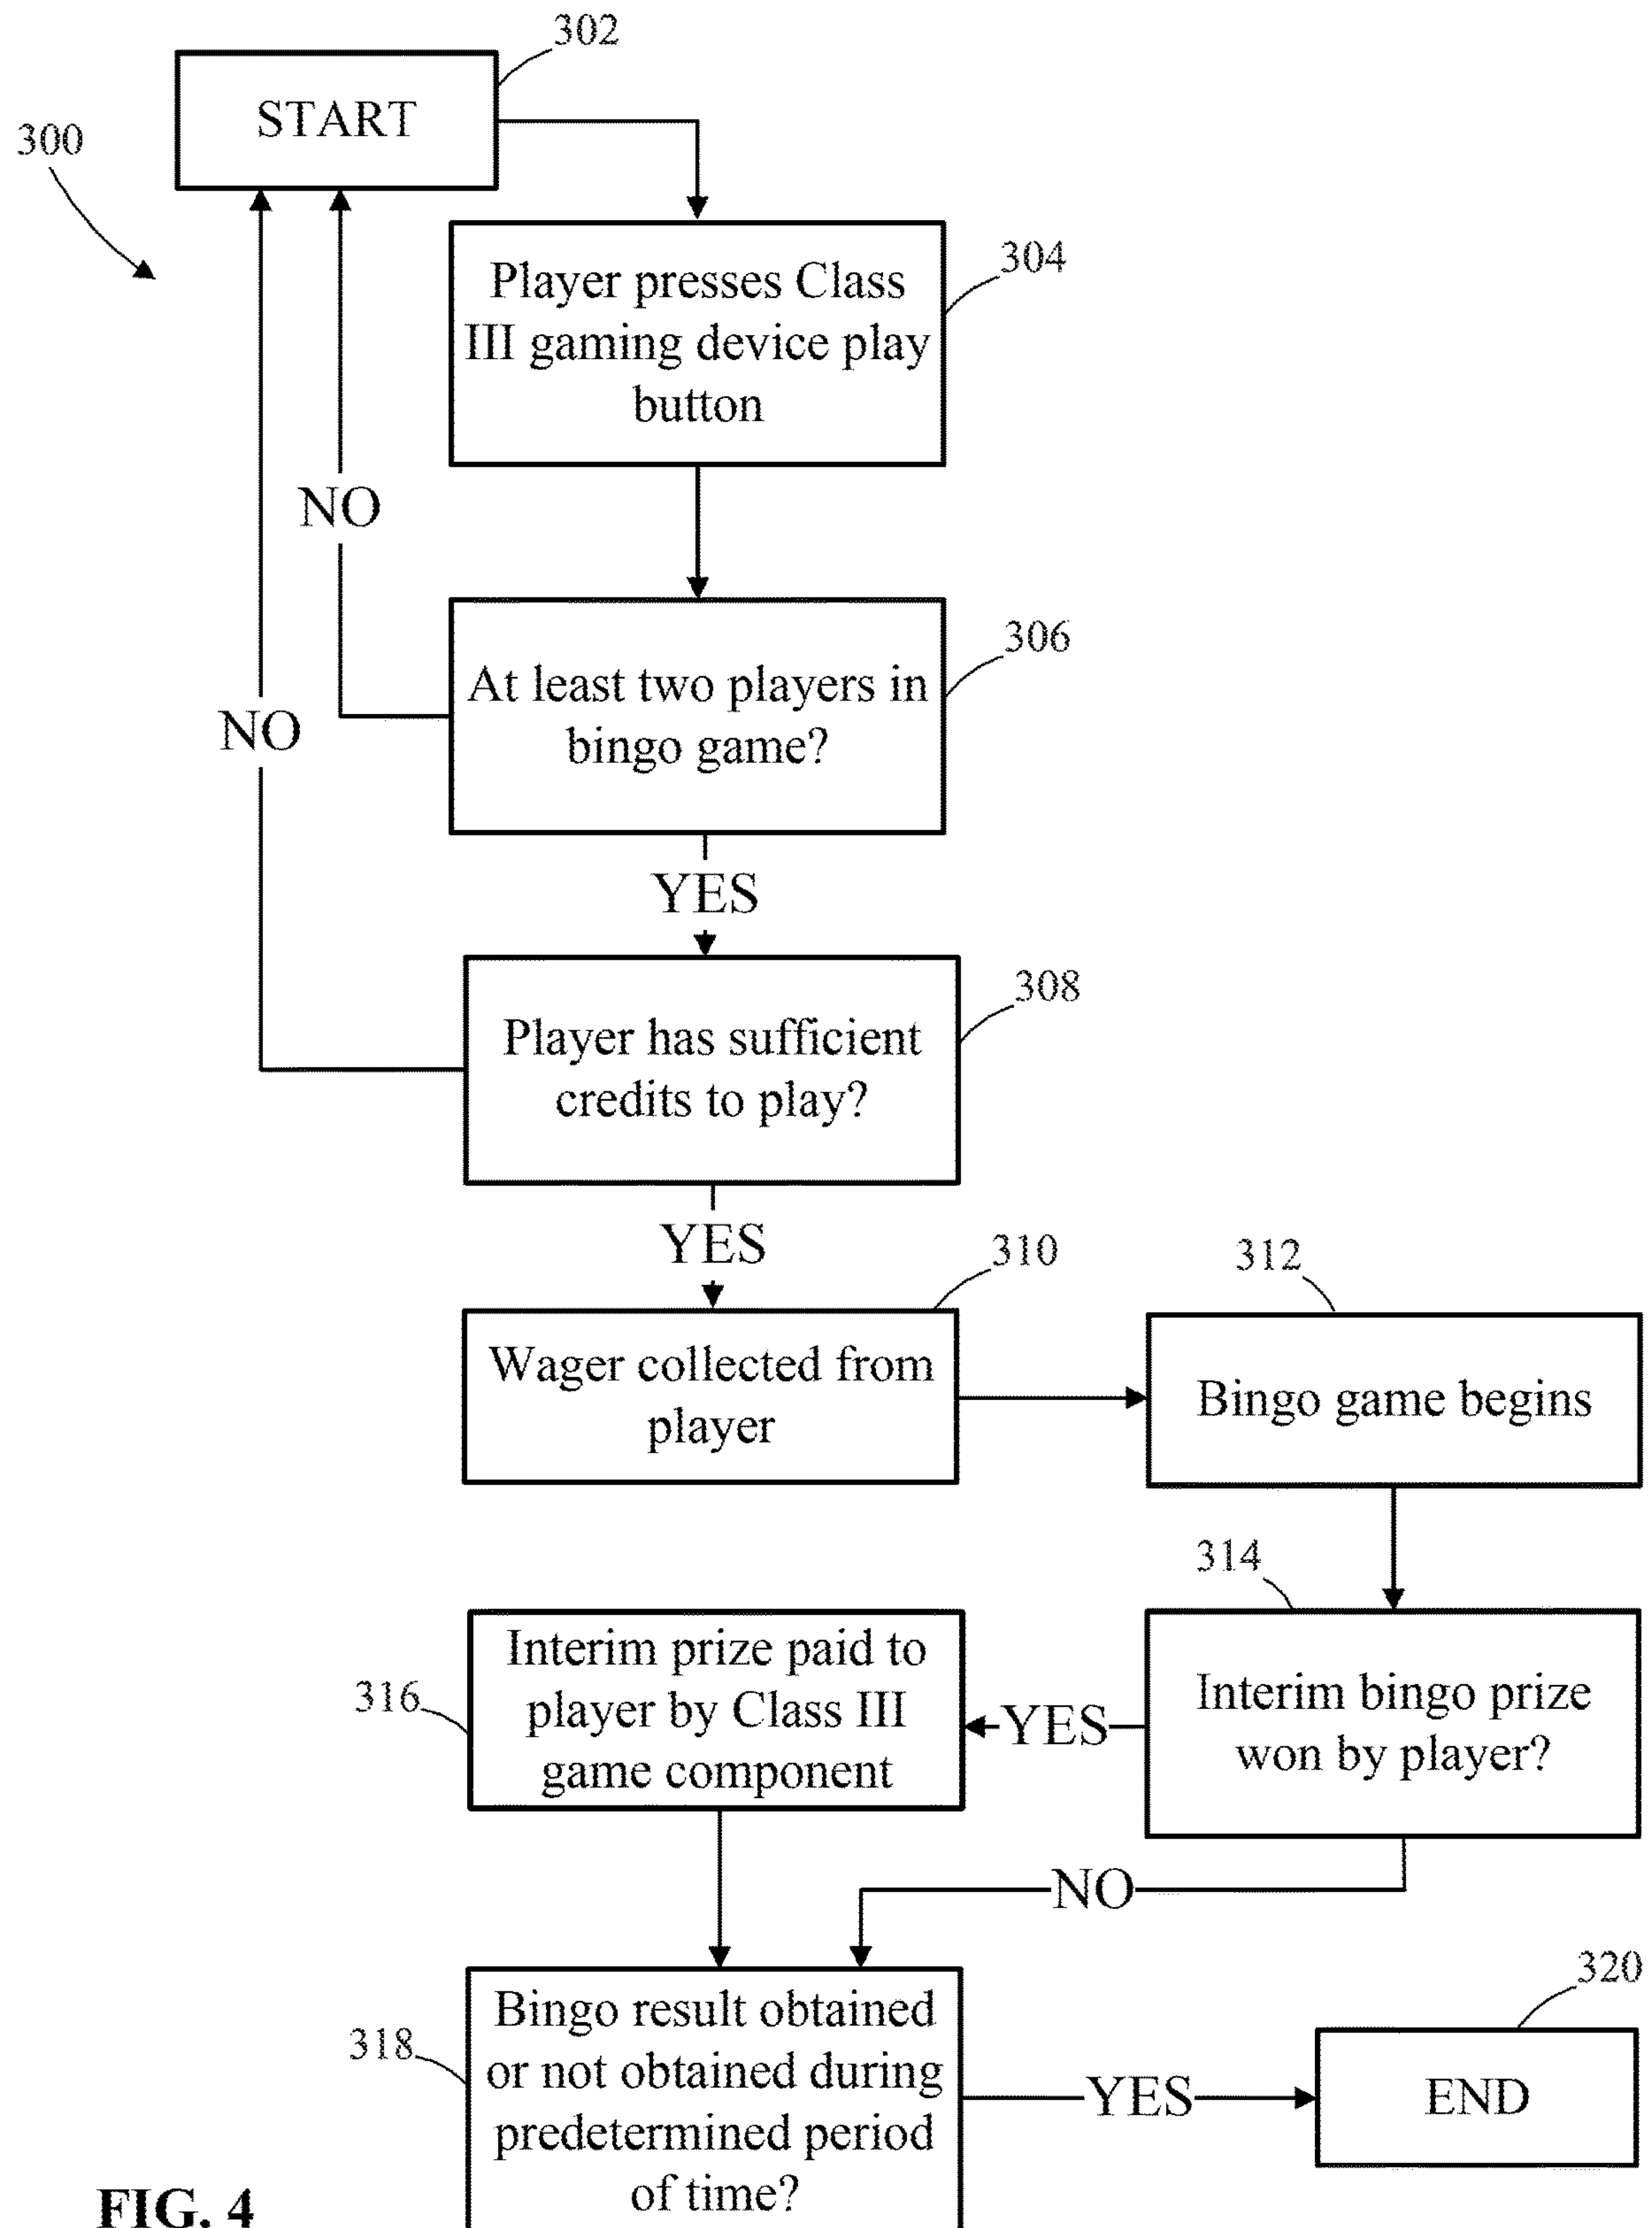 302
START
300
304
Player presses Class
III gaming device play
button
NO
306
At least two players in
bingo game?
NO
YES
308
Player has sufficient
credits to play?
YES
310
312
Wager collected from
player
Bingo game begins
314
Interim prize paid to
player by Class III
game component
316
YES
Interim bingo prize
won by player?
NO
320
Bingo result obtained
or not obtained during
predetermined period
of time?
318
YES
END
FIG. 4